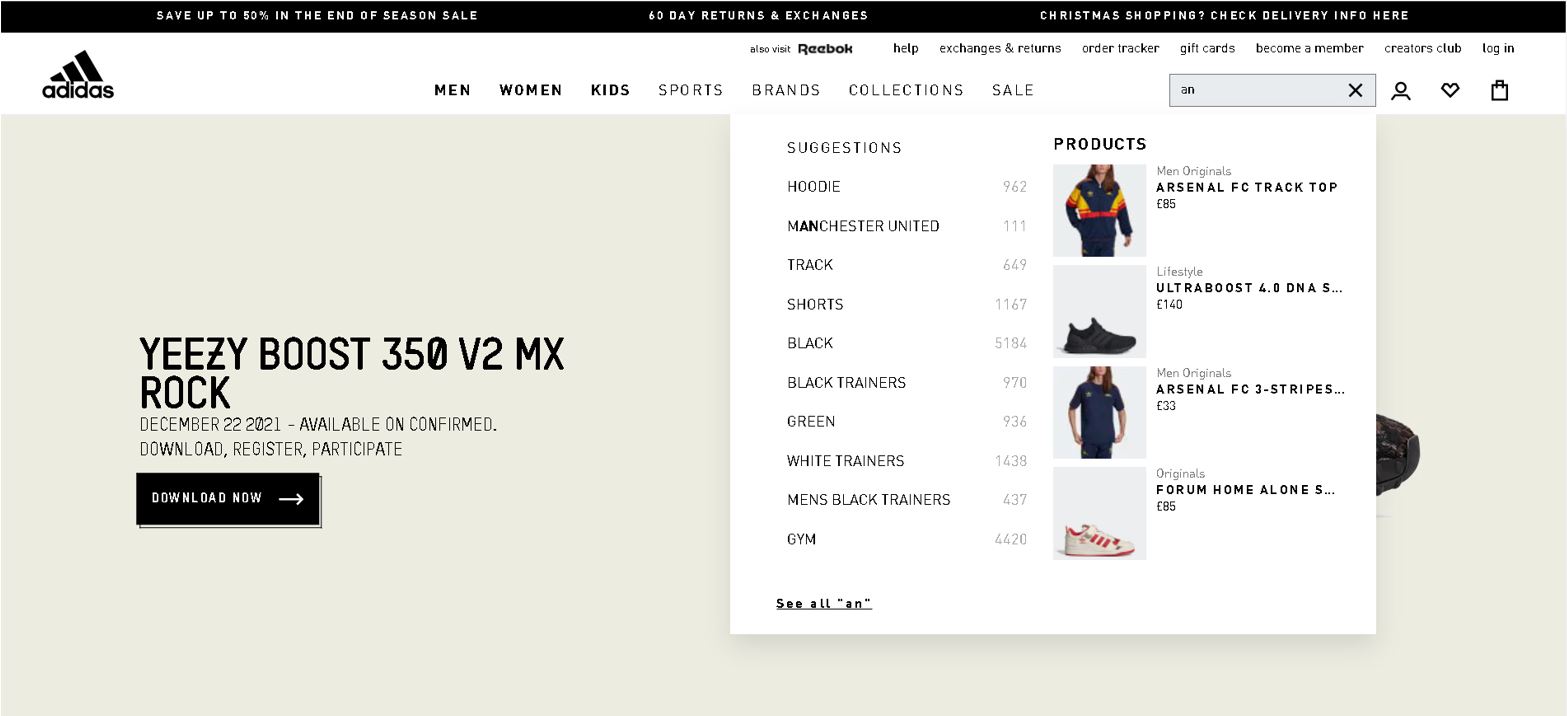 SAVE UP TO 50% IN THE END OF SEASON SALE
60 DAY RETURNS & EXCHANGES
CHRISTMAS SHOPPING? CHECK DELIVERY INFO HERE
also visit Reebok
help
exchanges & returns
order tracker
gift cards
become a member
creators club
log in
adidas
MEN
WOMEN
KIDS
SPORTS
BRANDS
COLLECTIONS
SALE
an
YEEZY BOOST 350 V2 MX
ROCK
DECEMBER 22 2021 – AVAILABLE ON CONFIRMED.
DOWNLOAD, REGISTER, PARTICIPATE
DOWNLOAD NOW
SUGGESTIONS
HOODIE 962
MANCHESTER UNITED 111
TRACK 649
SHORTS 1167
BLACK 5184
BLACK TRAINERS 970
GREEN 936
WHITE TRAINERS 1438
MENS BLACK TRAINERS 437
GYM 4420
See all "an"
PRODUCTS
Men Originals
ARSENAL FC TRACK TOP
£85
Lifestyle
ULTRABOOST 4.0 DNA S...
£140
Men Originals
ARSENAL FC 3-STRIPES...
£33
Originals
FORUM HOME ALONE S...
£85